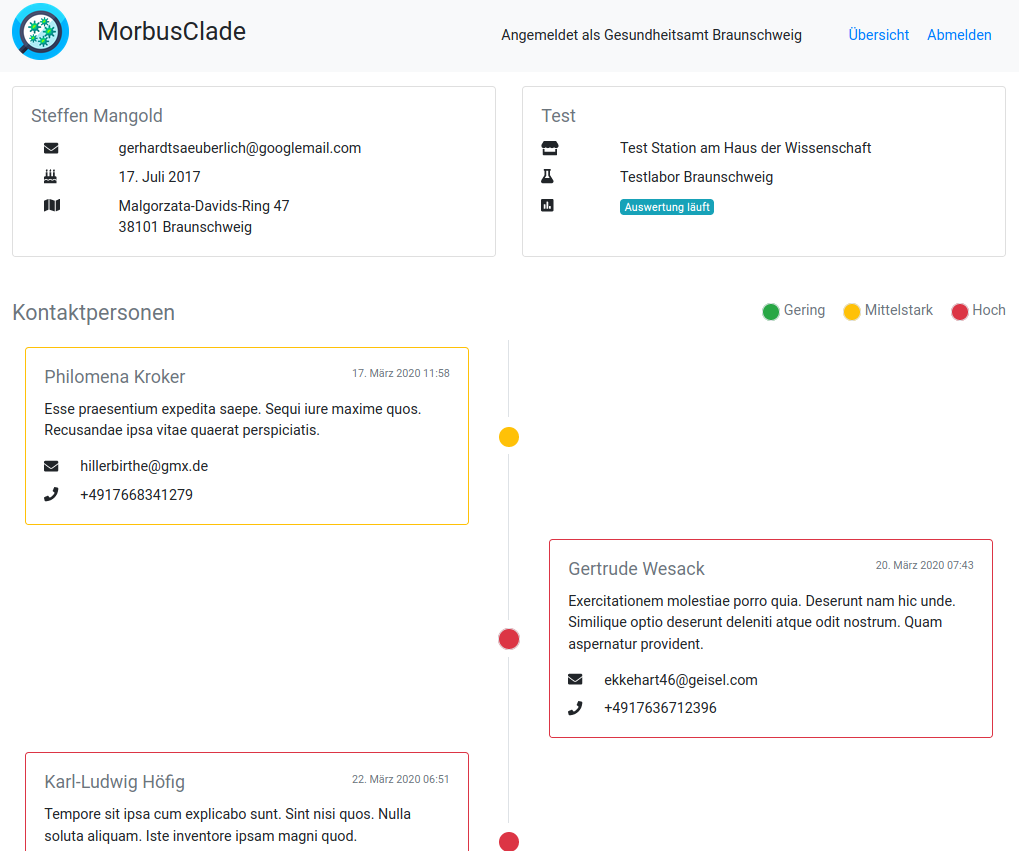 MorbusClade
Angemeldet als Gesundheitsamt Braunschweig
Übersicht
Abmelden
Steffen Mangold
gerhardtsaeuberlich@googlemail.com
17. Juli 2017
Malgorzata-Davids-Ring 47
38101 Braunschweig
Test
Test Station am Haus der Wissenschaft
Testlabor Braunschweig
Auswertung läuft
Kontaktpersonen
Gering
Mittelstark
Hoch
Philomena Kroker
17. März 2020 11:58
Esse praesentium expedita saepe. Sequi iure maxime quos.
Recusandae ipsa vitae quaerat perspiciatis.
hillerbirthe@gmx.de
+4917668341279
Gertrude Wesack
20. März 2020 07:43
Exercitationem molestiae porro quia. Deserunt nam hic unde.
Similique optio deserunt deleniti atque odit nostrum. Quam
aspernatur provident.
ekkehart46@geisel.com
+4917636712396
Karl-Ludwig Höfig
22. März 2020 06:51
Tempore sit ipsa cum explicabo sunt. Sint nisi quos. Nulla
soluta aliquam. Iste inventore ipsam magni quod.